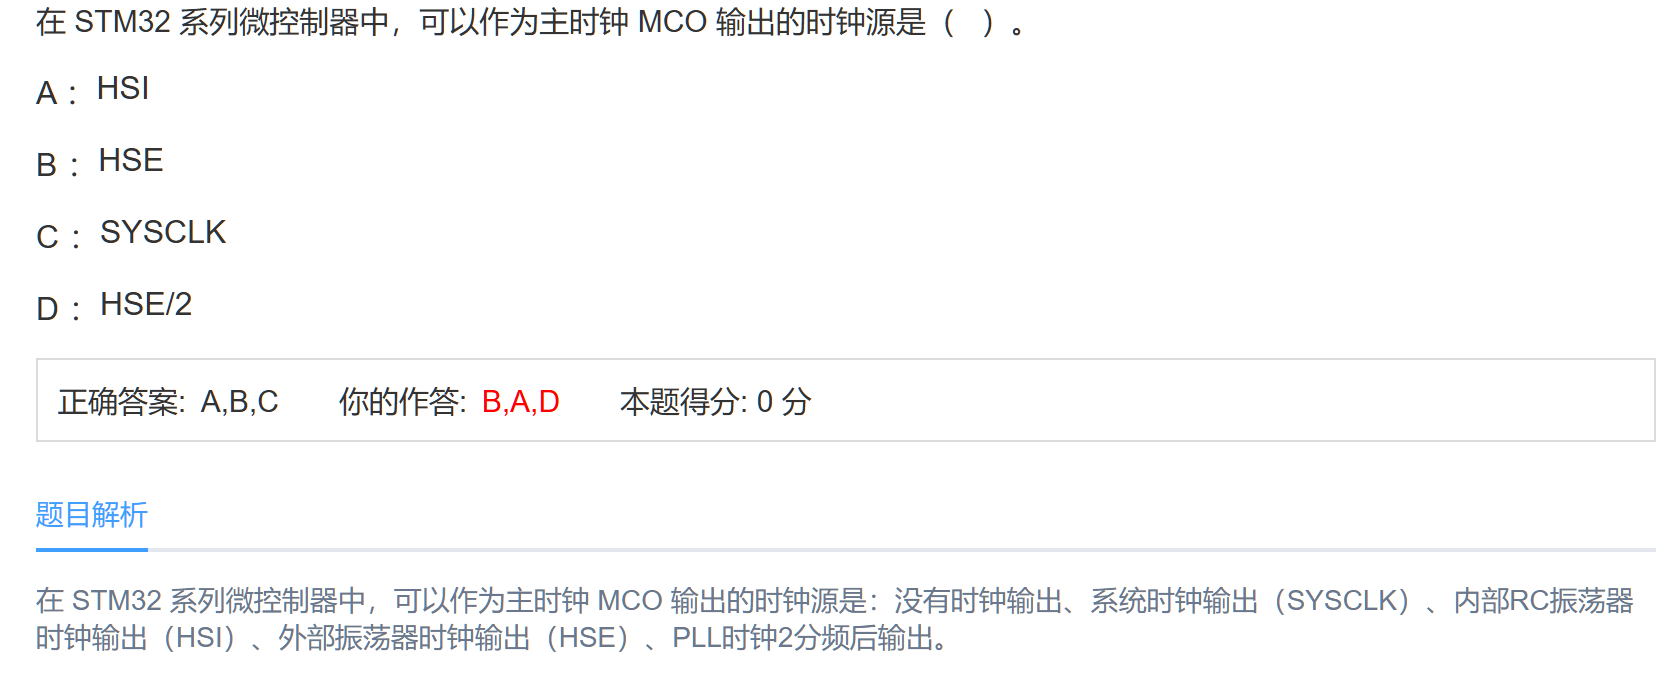 在 STM32 系列微控制器中，可以作为主时钟 MCO 输出的时钟源是（ ）。
A： HSI
B： HSE
C： SYSCLK
D： HSE/2
正确答案: A,B,C 你的作答: B,A,D 本题得分: 0 分
题目解析
在 STM32 系列微控制器中，可以作为主时钟 MCO 输出的时钟源是：没有时钟输出、系统时钟输出（SYSCLK）、内部RC振荡器
时钟输出（HSI）、外部振荡器时钟输出（HSE）、PLL时钟2分频后输出。